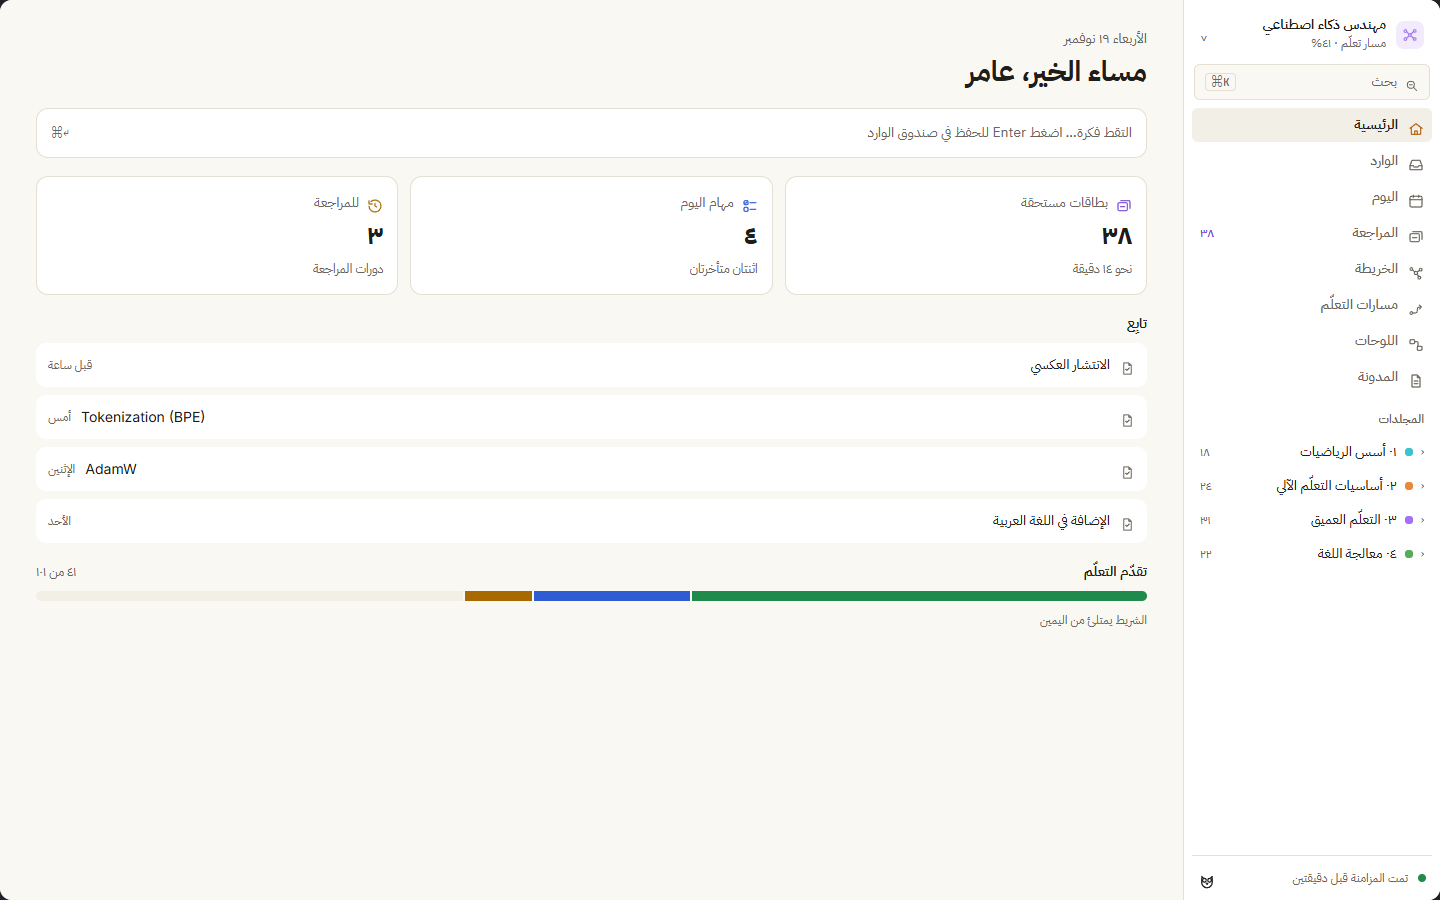 مهندس ذكاء اصطناعي
مسار تعلّم · ٤١%
بحث ⌘K
الرئيسية
الوارد
اليوم
المراجعة ٣٨
الخريطة
مسارات التعلّم
اللوحات
المدونة
المجلدات
٠١ أسس الرياضيات ١٨
٠٢ أساسيات التعلّم الآلي ٢٤
٠٣ التعلّم العميق ٣١
٠٤ معالجة اللغة ٢٢
تمت المزامنة قبل دقيقتين
الأربعاء ١٩ نوفمبر
مساء الخير، عامر
التقط فكرة... اضغط Enter للحفظ في صندوق الوارد ⌘↵
بطاقات مستحقة
٣٨
نحو ١٤ دقيقة
مهام اليوم
٤
اثنتان متأخرتان
للمراجعة
٣
دورات المراجعة
تابِع
الانتشار العكسي قبل ساعة
Tokenization (BPE) أمس
AdamW الإثنين
الإضافة في اللغة العربية الأحد
تقدّم التعلّم ٤١ من ١٠١
الشريط يمتلئ من اليمين